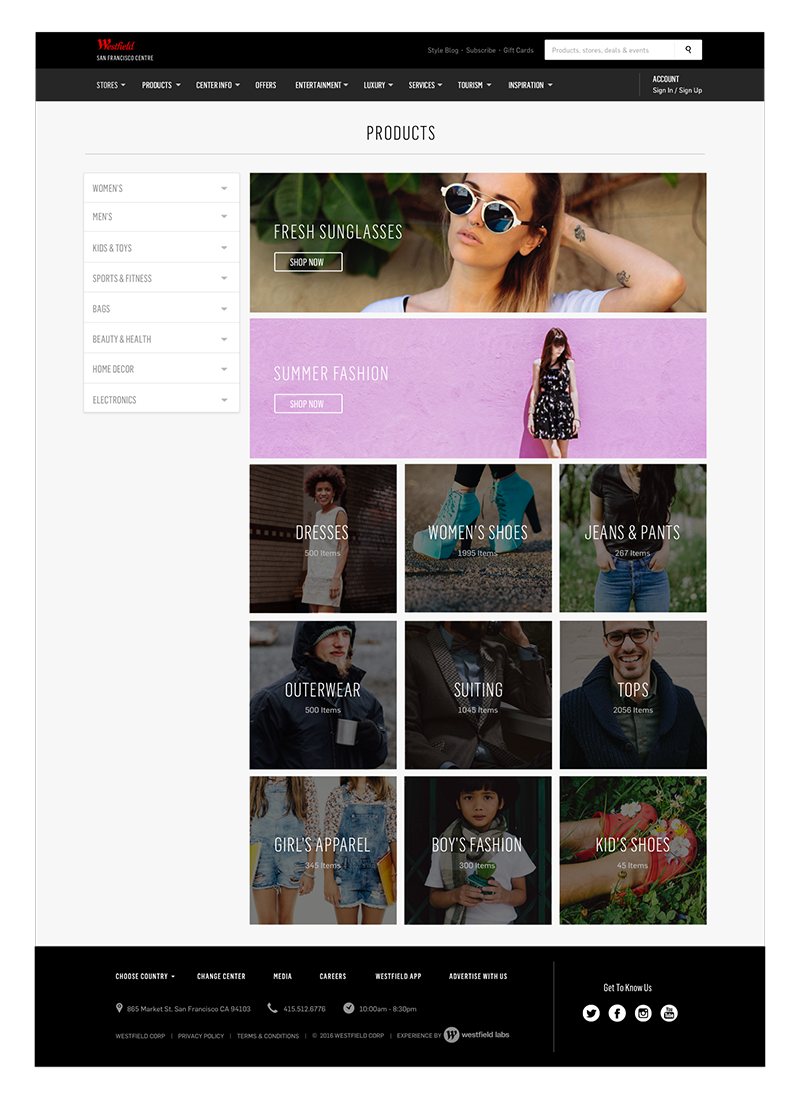 Westfield
SAN FRANCISCO CENTRE
Style Blog • Subscribe • Gift Cards
Products, stores, deals & events
STORES PRODUCTS CENTER INFO OFFERS ENTERTAINMENT LUXURY SERVICES TOURISM INSPIRATION
ACCOUNT
Sign In / Sign Up
PRODUCTS
WOMEN'S
MEN'S
KIDS & TOYS
SPORTS & FITNESS
BAGS
BEAUTY & HEALTH
HOME DECOR
ELECTRONICS
FRESH SUNGLASSES
SHOP NOW
SUMMER FASHION
SHOP NOW
DRESSES
500 Items
WOMEN'S SHOES
1995 Items
JEANS & PANTS
267 Items
OUTERWEAR
500 Items
SUITING
1045 Items
TOPS
2056 Items
GIRL'S APPAREL
345 Items
BOY'S FASHION
300 Items
KID'S SHOES
45 Items
CHOOSE COUNTRY CHANGE CENTER MEDIA CAREERS WESTFIELD APP ADVERTISE WITH US
865 Market St. San Francisco CA 94103 415.512.6776 10:00am - 8:30pm
WESTFIELD CORP | PRIVACY POLICY | TERMS & CONDITIONS | © 2016 WESTFIELD CORP | EXPERIENCE BY W westfield labs
Get To Know Us
You Tube